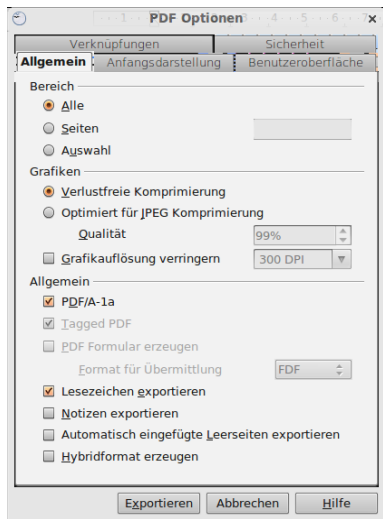 PDF Optionen
Verknüpfungen Sicherheit
Allgemein Anfangsdarstellung Benutzeroberfläche
Bereich
Alle
Seiten
Auswahl
Grafiken
Verlustfreie Komprimierung
Optimiert für JPEG Komprimierung
Qualität 99%
Grafikauflösung verringern 300 DPI
Allgemein
PDF/A-1a
Tagged PDF
PDF Formular erzeugen
Format für Übermittlung FDF
Lesezeichen exportieren
Notizen exportieren
Automatisch eingefügte Leerseiten exportieren
Hybridformat erzeugen
Exportieren Abbrechen Hilfe